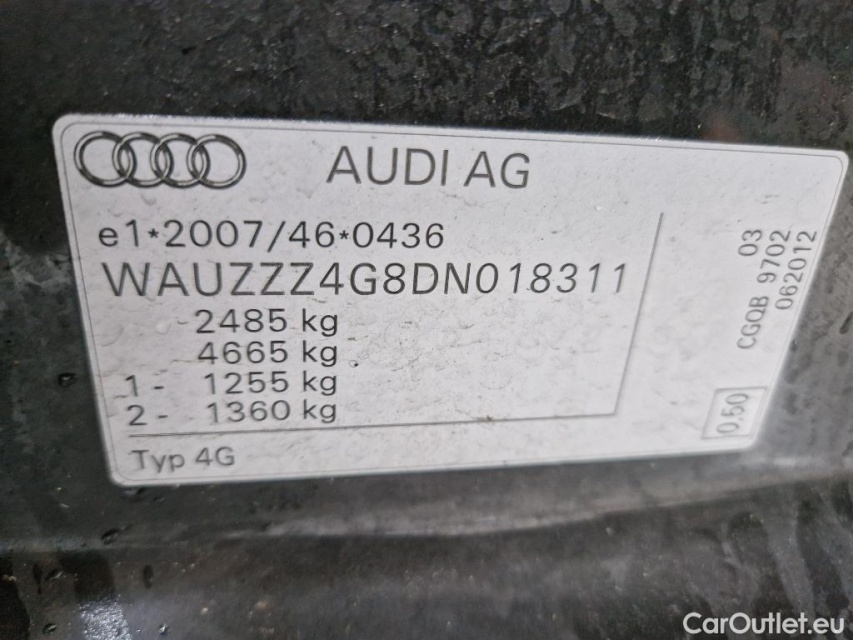 AUDI AG
e1*2007/46*0436
WAUZZZ4G8DN018311
2485 kg
4665 kg
1 - 1255 kg
2 - 1360 kg
Typ 4G
03
CGQB 9702
062012
0,50
CarOutlet.eu